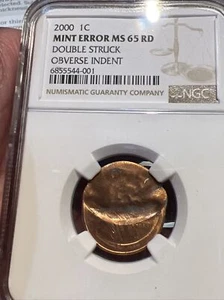 2000 1C
MINT ERROR MS 65 RD
DOUBLE STRUCK
OBVERSE INDENT
6855544-001
NGC
NUMISMATIC GUARANTY COMPANY